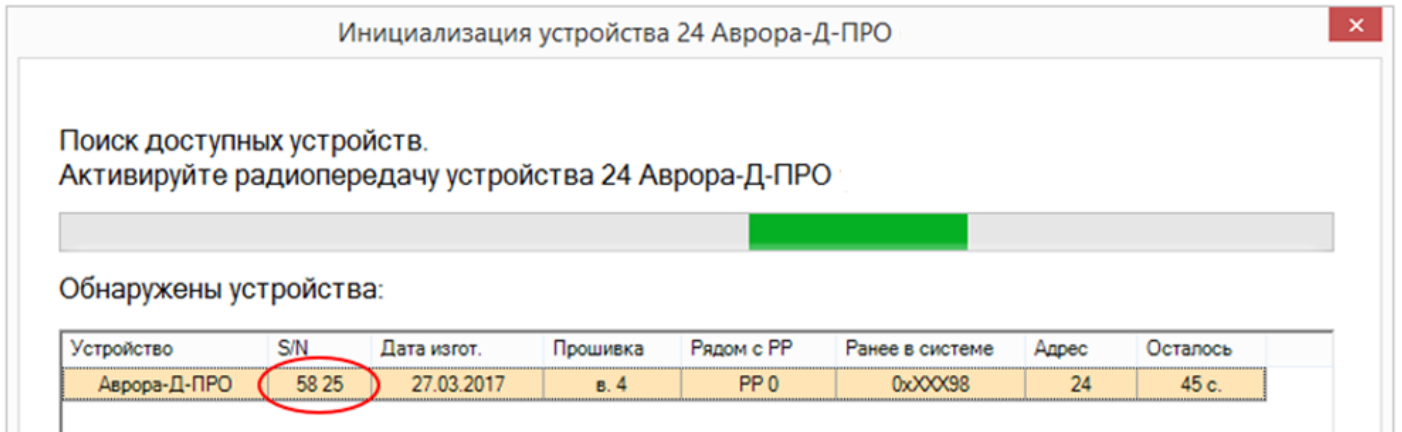 Инициализация устройства 24 Аврора-Д-ПРО
Поиск доступных устройств.
Активируйте радиопередачу устройства 24 Аврора-Д-ПРО
Обнаружены устройства:
Устройство S/N Дата изгот. Прошивка Рядом с РР Ранее в системе Адрес Осталось
Аврора-Д-ПРО 58 25 27.03.2017 в. 4 РР 0 0xXXX98 24 45 с.